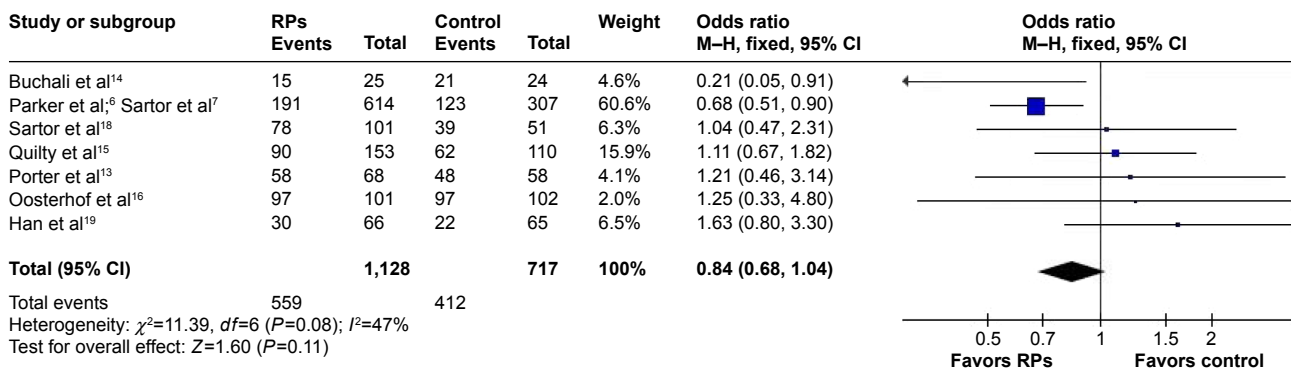 Study or subgroup RPs Control Weight Odds ratio Odds ratio
Events Total Events Total M–H, fixed, 95% CI M–H, fixed, 95% CI
Buchali et al¹⁴ 15 25 21 24 4.6% 0.21 (0.05, 0.91)
Parker et al;⁶ Sartor et al⁷ 191 614 123 307 60.6% 0.68 (0.51, 0.90)
Sartor et al¹⁸ 78 101 39 51 6.3% 1.04 (0.47, 2.31)
Quilty et al¹⁵ 90 153 62 110 15.9% 1.11 (0.67, 1.82)
Porter et al¹³ 58 68 48 58 4.1% 1.21 (0.46, 3.14)
Oosterhof et al¹⁶ 97 101 97 102 2.0% 1.25 (0.33, 4.80)
Han et al¹⁹ 30 66 22 65 6.5% 1.63 (0.80, 3.30)
Total (95% CI) 1,128 717 100% 0.84 (0.68, 1.04)
Total events 559 412
Heterogeneity: χ²=11.39, df=6 (P=0.08); I²=47%
Test for overall effect: Z=1.60 (P=0.11)
0.5 0.7 1 1.5 2
Favors RPs Favors control